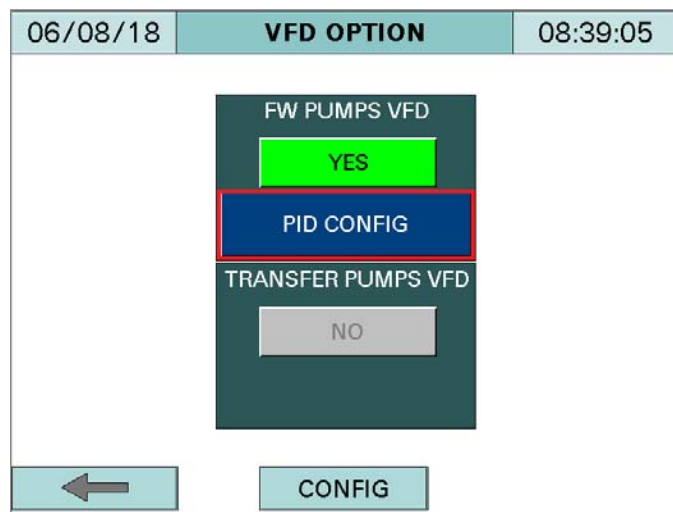 06/08/18
VFD OPTION
08:39:05
FW PUMPS VFD
YES
PID CONFIG
TRANSFER PUMPS VFD
NO
CONFIG